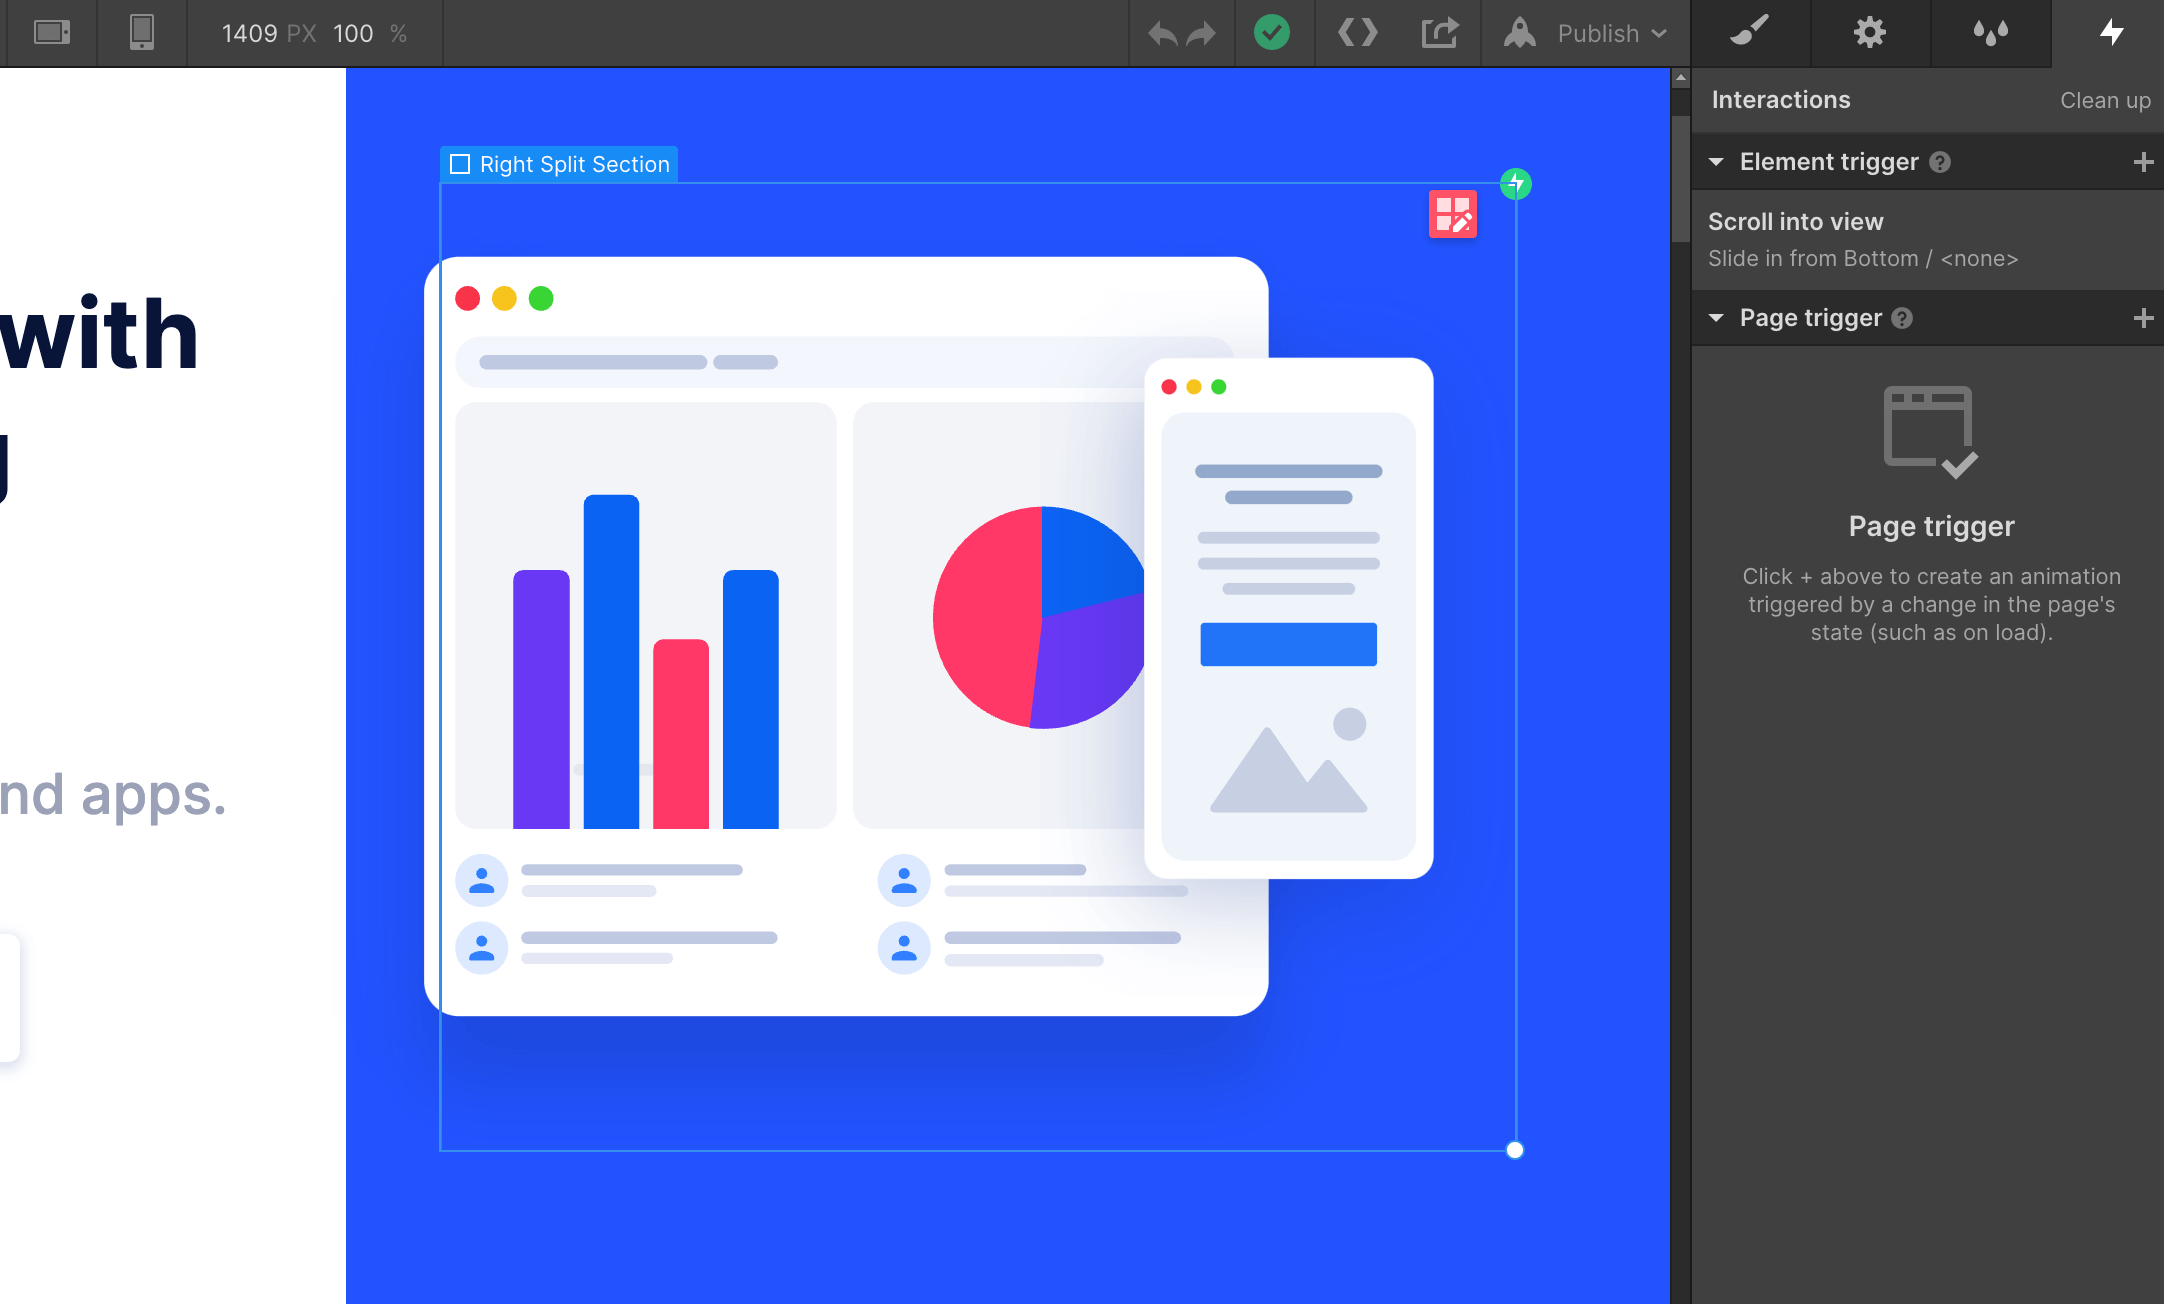 1409 PX 100 %
Publish
Interactions
Clean up
Element trigger
Scroll into view
Slide in from Bottom / <none>
Page trigger
Page trigger
Click + above to create an animation
triggered by a change in the page's
state (such as on load).
Right Split Section
with
g
nd apps.